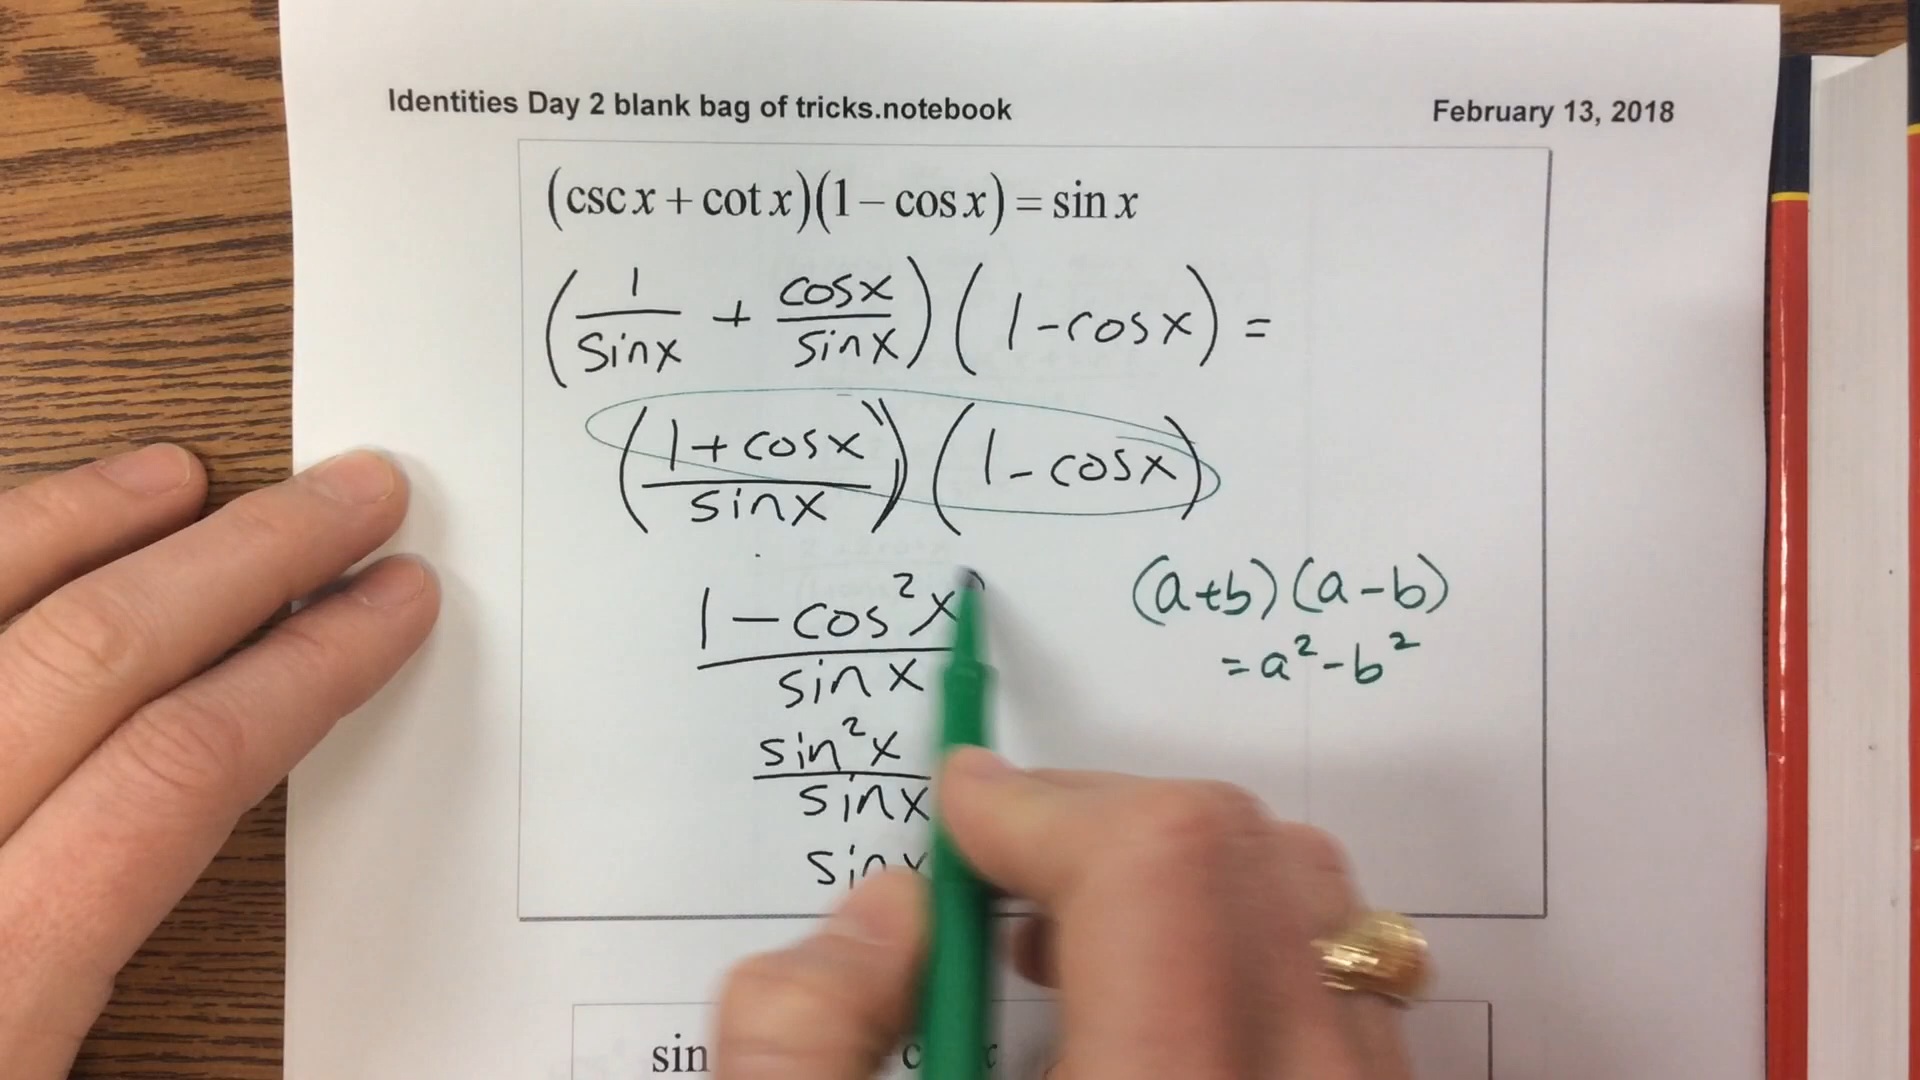 Identities Day 2 blank bag of tricks.notebook February 13, 2018
(csc x + cot x)(1 − cos x) = sin x
(1/sinx + cosx/sinx)(1-cosx) =
(1+cosx/sinx)(1-cosx)
(a+b)(a-b)
1-cos²x/sinx
=a²-b²
sin²x/sinx
sinx
sin